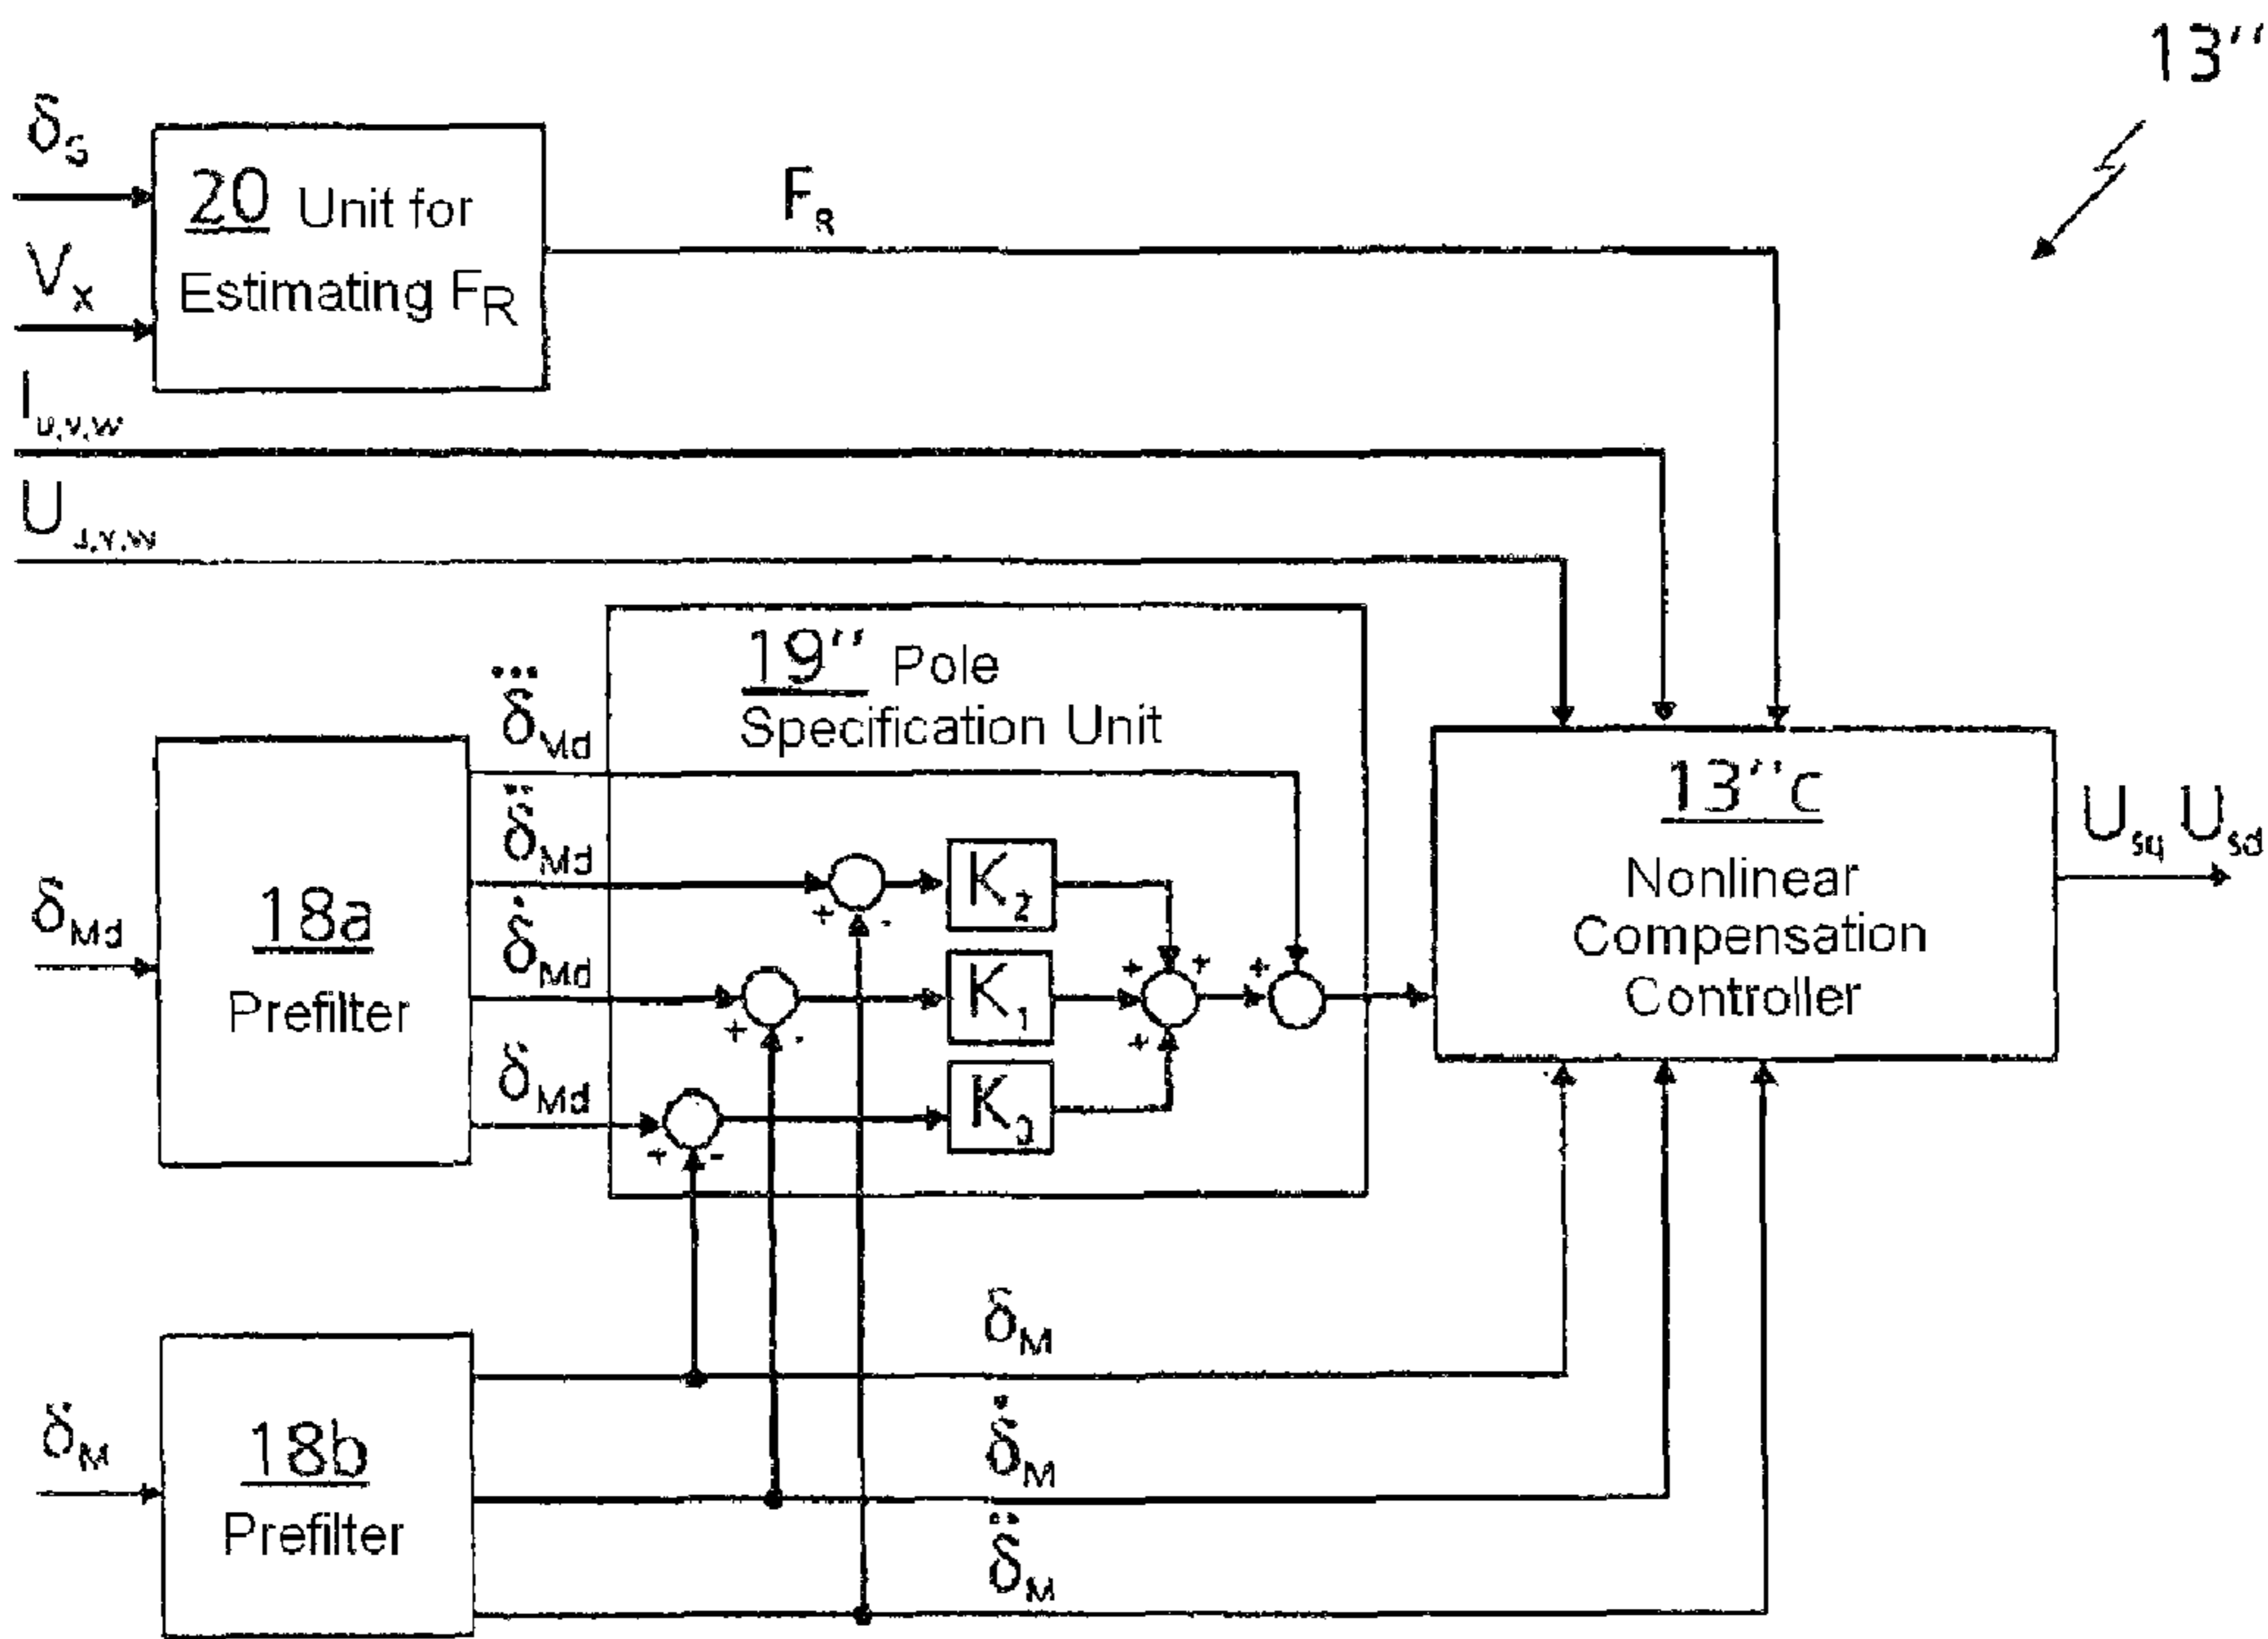 13''
δS
20 Unit for
Estimating FR
Vx
FR
Iu,v,w
Uu,v,w
19'' Pole
Specification Unit
δ⃛Md
δ̈Md
δ̇Md
δMd
δMd
18a
Prefilter
K2
+ -
K1
+ -
K0
+ -
+ + +
+
13''c
Nonlinear
Compensation
Controller
Usq Usd
δM
18b
Prefilter
δM
δ̇M
δ̈M